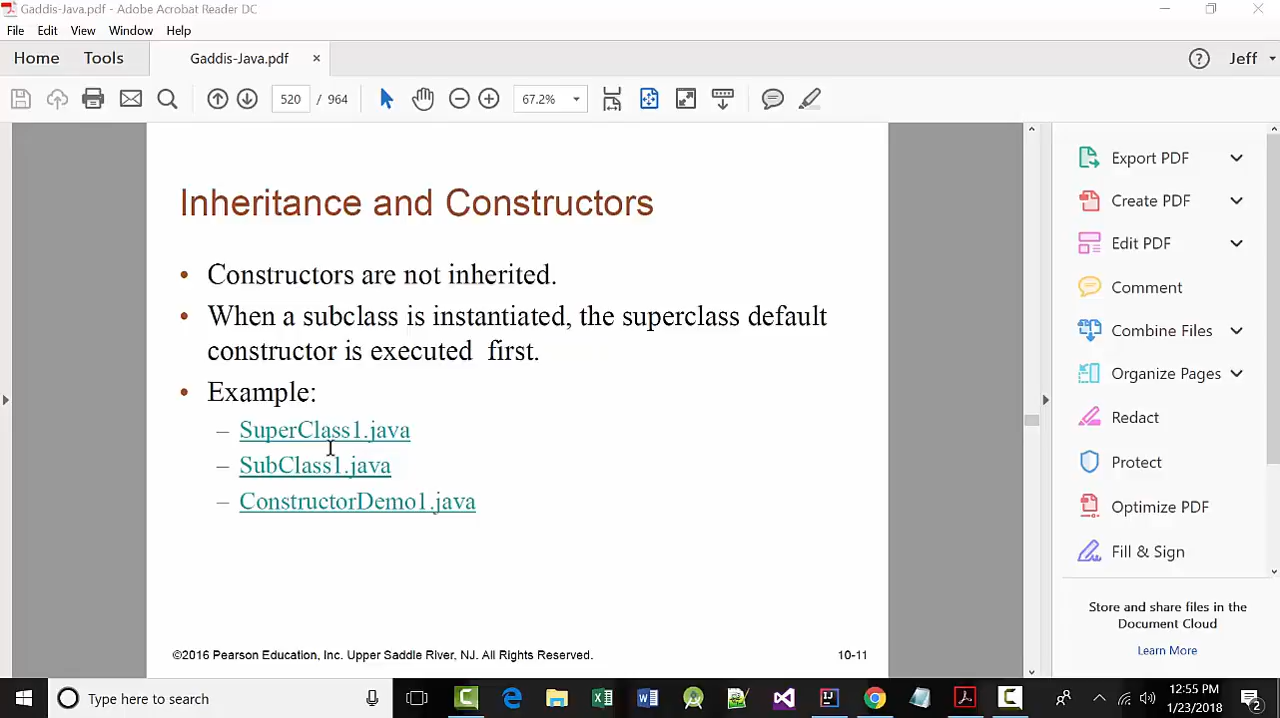 Gaddis-Java.pdf - Adobe Acrobat Reader DC
File Edit View Window Help
Home Tools Gaddis-Java.pdf × Jeff
520 / 964 67.2%
Inheritance and Constructors
• Constructors are not inherited.
• When a subclass is instantiated, the superclass default
constructor is executed first.
• Example:
– SuperClass1.java
– SubClass1.java
– ConstructorDemo1.java
©2016 Pearson Education, Inc. Upper Saddle River, NJ. All Rights Reserved. 10-11
Export PDF
Create PDF
Edit PDF
Comment
Combine Files
Organize Pages
Redact
Protect
Optimize PDF
Fill & Sign
Store and share files in the
Document Cloud
Learn More
Type here to search
12:55 PM
1/23/2018
2